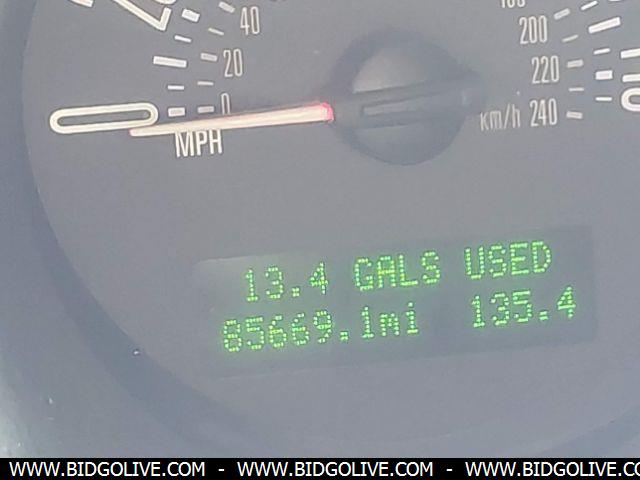 40
20
0
MPH
200
220
240
km/h
13.4 GALS USED
85669.1mi 135.4
WWW.BIDGOLIVE.COM - WWW.BIDGOLIVE.COM - WWW.BIDGOLIVE.COM